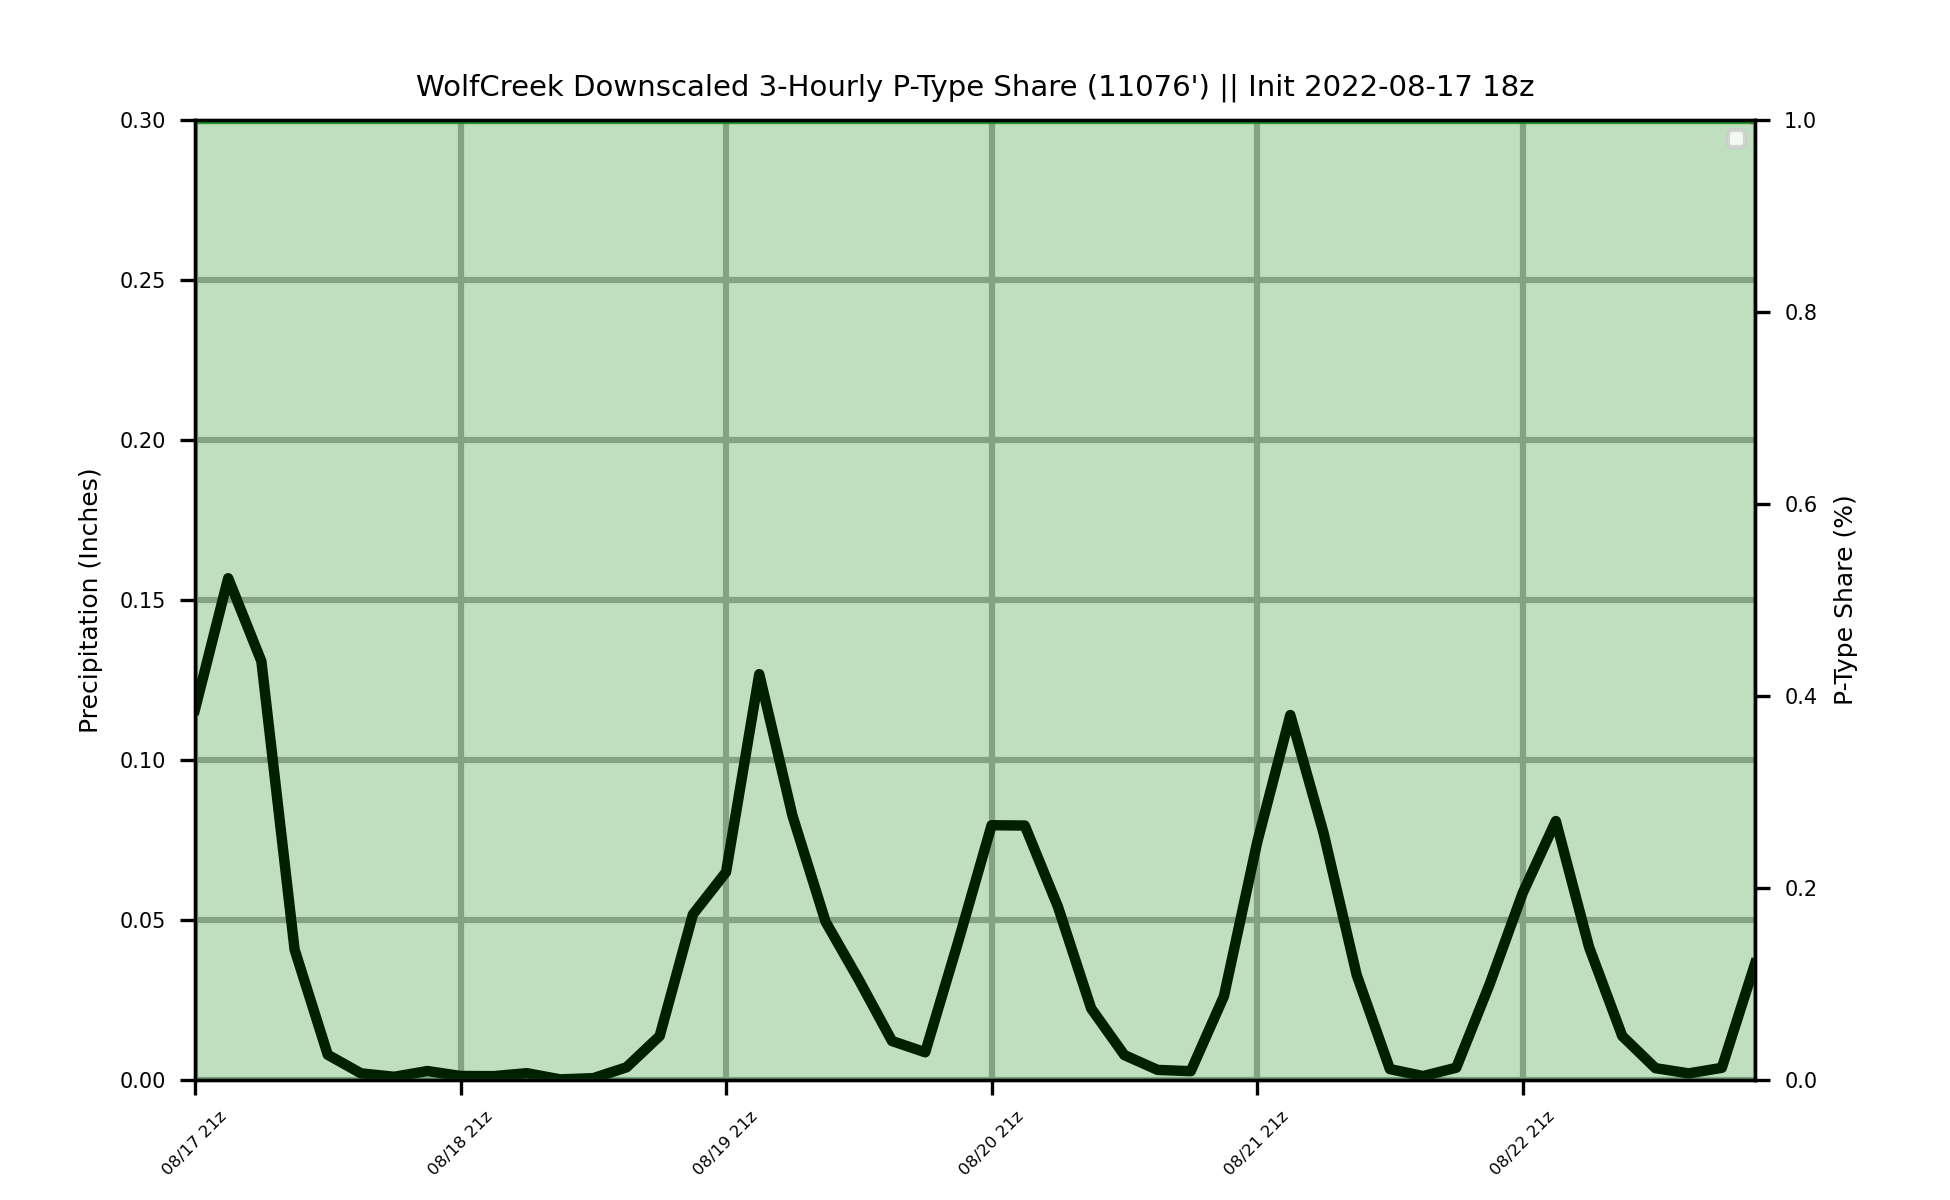 WolfCreek Downscaled 3-Hourly P-Type Share (11076') || Init 2022-08-17 18z
Precipitation (Inches)
0.30
0.25
0.20
0.15
0.10
0.05
0.00
1.0
0.8
0.6
0.4
0.2
0.0
P-Type Share (%)
08/17 21z
08/18 21z
08/19 21z
08/20 21z
08/21 21z
08/22 21z